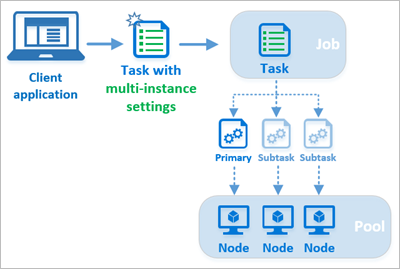 Client
application
Task with
multi-instance
settings
Job
Task
Primary
Subtask
Subtask
Node
Node
Node
Pool